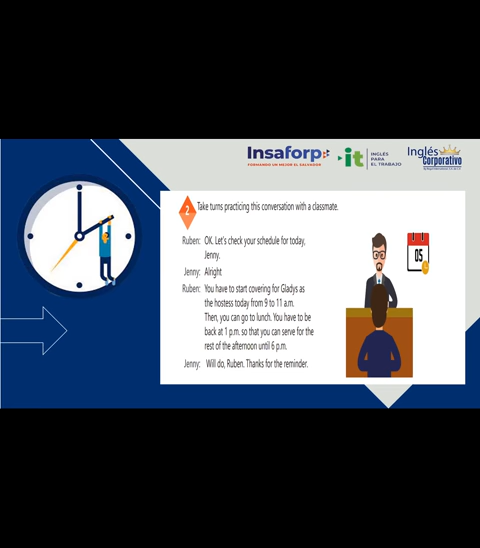 Insaforp
FORMANDO UN MEJOR EL SALVADOR
it
INGLÉS
PARA
EL TRABAJO
Inglés
Corporativo
2 Take turns practicing this conversation with a classmate.
Ruben: OK. Let's check your schedule for today,
Jenny.
Jenny: Alright
Ruben: You have to start covering for Gladys as
the hostess today from 9 to 11 a.m.
Then, you can go to lunch. You have to be
back at 1 p.m. so that you can serve for the
rest of the afternoon until 6 p.m.
Jenny: Will do, Ruben. Thanks for the reminder.
05